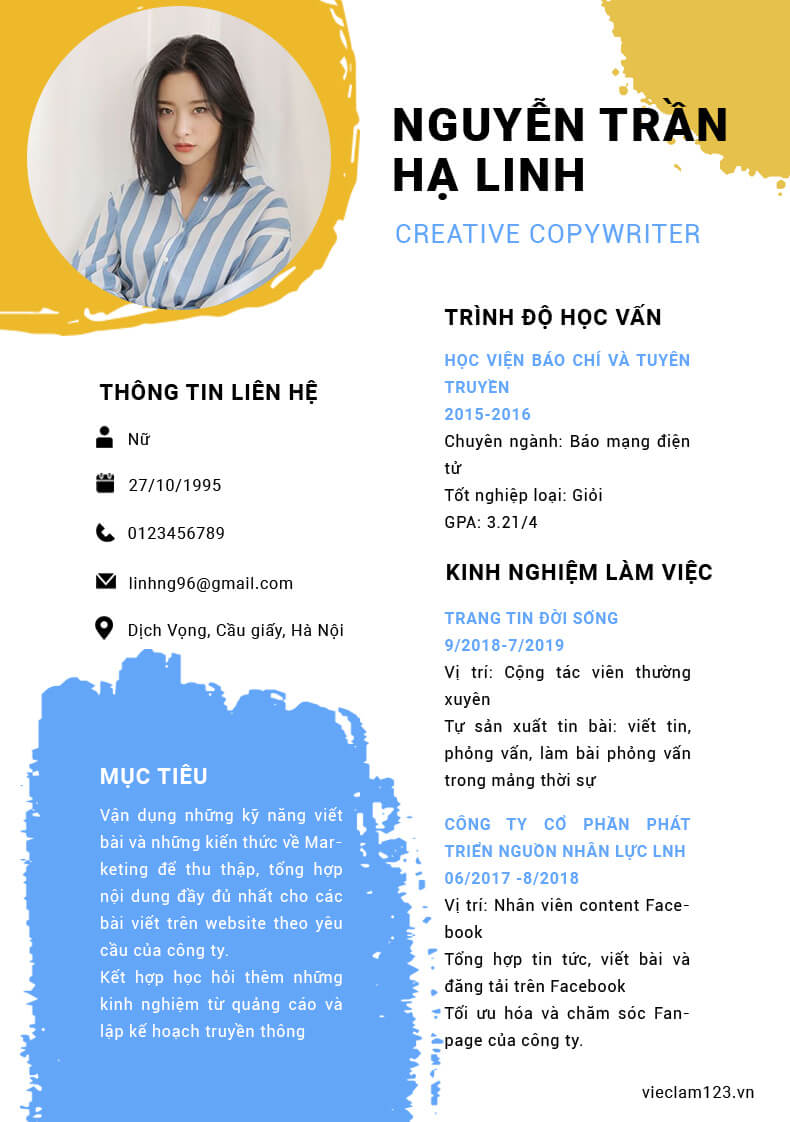 NGUYỄN TRẦN
HẠ LINH
CREATIVE COPYWRITER
THÔNG TIN LIÊN HỆ
Nữ
27/10/1995
0123456789
linhng96@gmail.com
Dịch Vọng, Cầu giấy, Hà Nội
MỤC TIÊU
Vận dụng những kỹ năng viết
bài và những kiến thức về Mar-
keting để thu thập, tổng hợp
nội dung đầy đủ nhất cho các
bài viết trên website theo yêu
cầu của công ty.
Kết hợp học hỏi thêm những
kinh nghiệm từ quảng cáo và
lập kế hoạch truyền thông
TRÌNH ĐỘ HỌC VẤN
HỌC VIỆN BÁO CHÍ VÀ TUYÊN
TRUYỀN
2015-2016
Chuyên ngành: Báo mạng điện
tử
Tốt nghiệp loại: Giỏi
GPA: 3.21/4
KINH NGHIỆM LÀM VIỆC
TRANG TIN ĐỜI SỐNG
9/2018-7/2019
Vị trí: Cộng tác viên thường
xuyên
Tự sản xuất tin bài: viết tin,
phỏng vấn, làm bài phỏng vấn
trong mảng thời sự
CÔNG TY CỔ PHẦN PHÁT
TRIỂN NGUỒN NHÂN LỰC LNH
06/2017 -8/2018
Vị trí: Nhân viên content Face-
book
Tổng hợp tin tức, viết bài và
đăng tải trên Facebook
Tối ưu hóa và chăm sóc Fan-
page của công ty.
vieclam123.vn